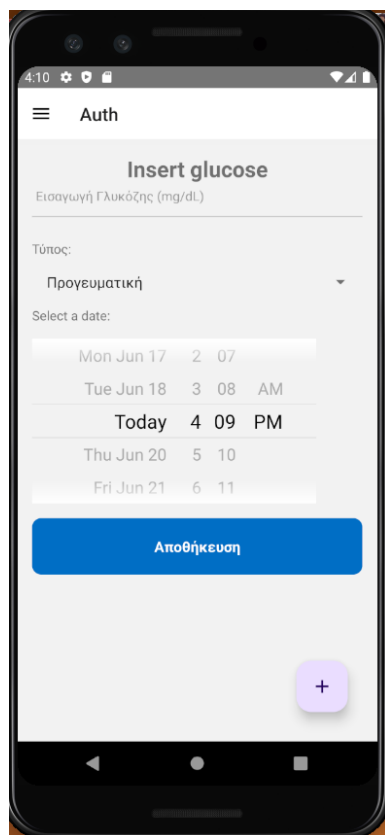 4:10
Auth
Insert glucose
Εισαγωγή Γλυκόζης (mg/dL)
Τύπος:
Προγευματική
Select a date:
Mon Jun 17 2 07
Tue Jun 18 3 08 AM
Today 4 09 PM
Thu Jun 20 5 10
Fri Jun 21 6 11
Αποθήκευση
+